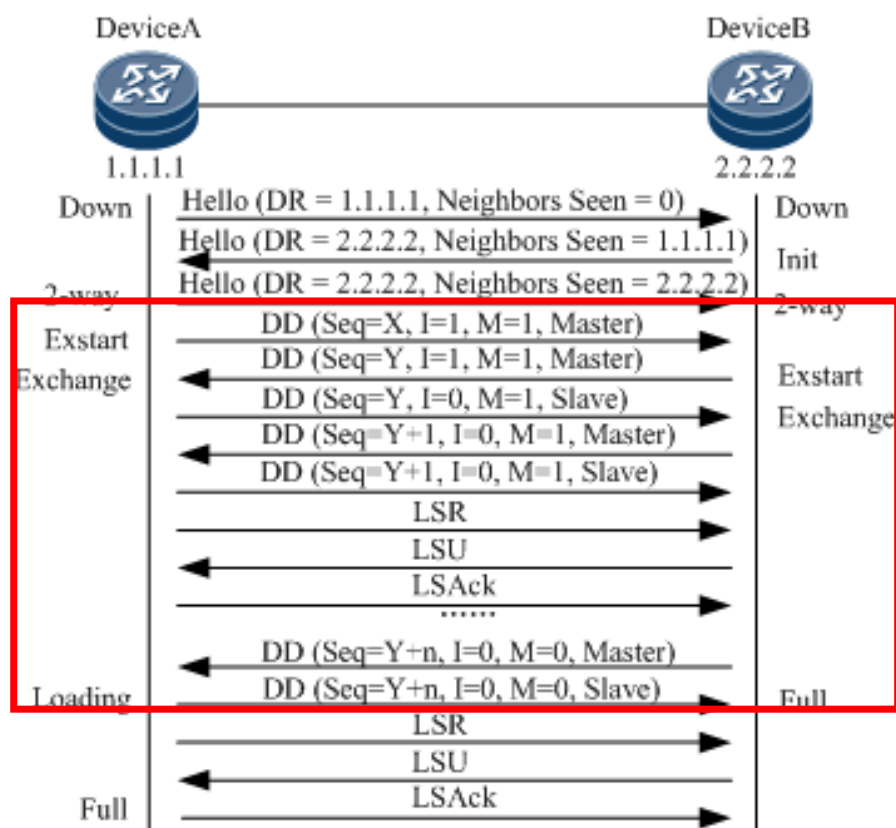 DeviceA DeviceB
1.1.1.1 2.2.2.2
Down Hello (DR = 1.1.1.1, Neighbors Seen = 0) Down
Hello (DR = 2.2.2.2, Neighbors Seen = 1.1.1.1) Init
2-way Hello (DR = 2.2.2.2, Neighbors Seen = 2.2.2.2) 2-way
Exstart DD (Seq=X, I=1, M=1, Master)
Exchange DD (Seq=Y, I=1, M=1, Master) Exstart
DD (Seq=Y, I=0, M=1, Slave) Exchange
DD (Seq=Y+1, I=0, M=1, Master)
DD (Seq=Y+1, I=0, M=1, Slave)
LSR
LSU
LSAck
......
DD (Seq=Y+n, I=0, M=0, Master)
Loading DD (Seq=Y+n, I=0, M=0, Slave) Full
LSR
LSU
Full LSAck